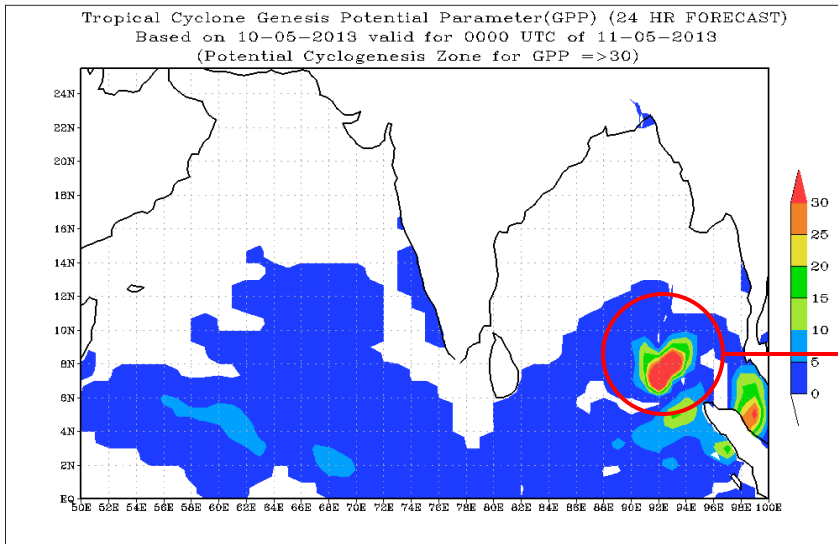 Tropical Cyclone Genesis Potential Parameter(GPP) (24 HR FORECAST)
Based on 10-05-2013 valid for 0000 UTC of 11-05-2013
(Potential Cyclogenesis Zone for GPP =>30)
24N
22N
20N
18N
16N
14N
12N
10N
8N
6N
4N
2N
EQ
50E 52E 54E 56E 58E 60E 62E 64E 66E 68E 70E 72E 74E 76E 78E 80E 82E 84E 86E 88E 90E 92E 94E 96E 98E 100E
30
25
20
15
10
5
0